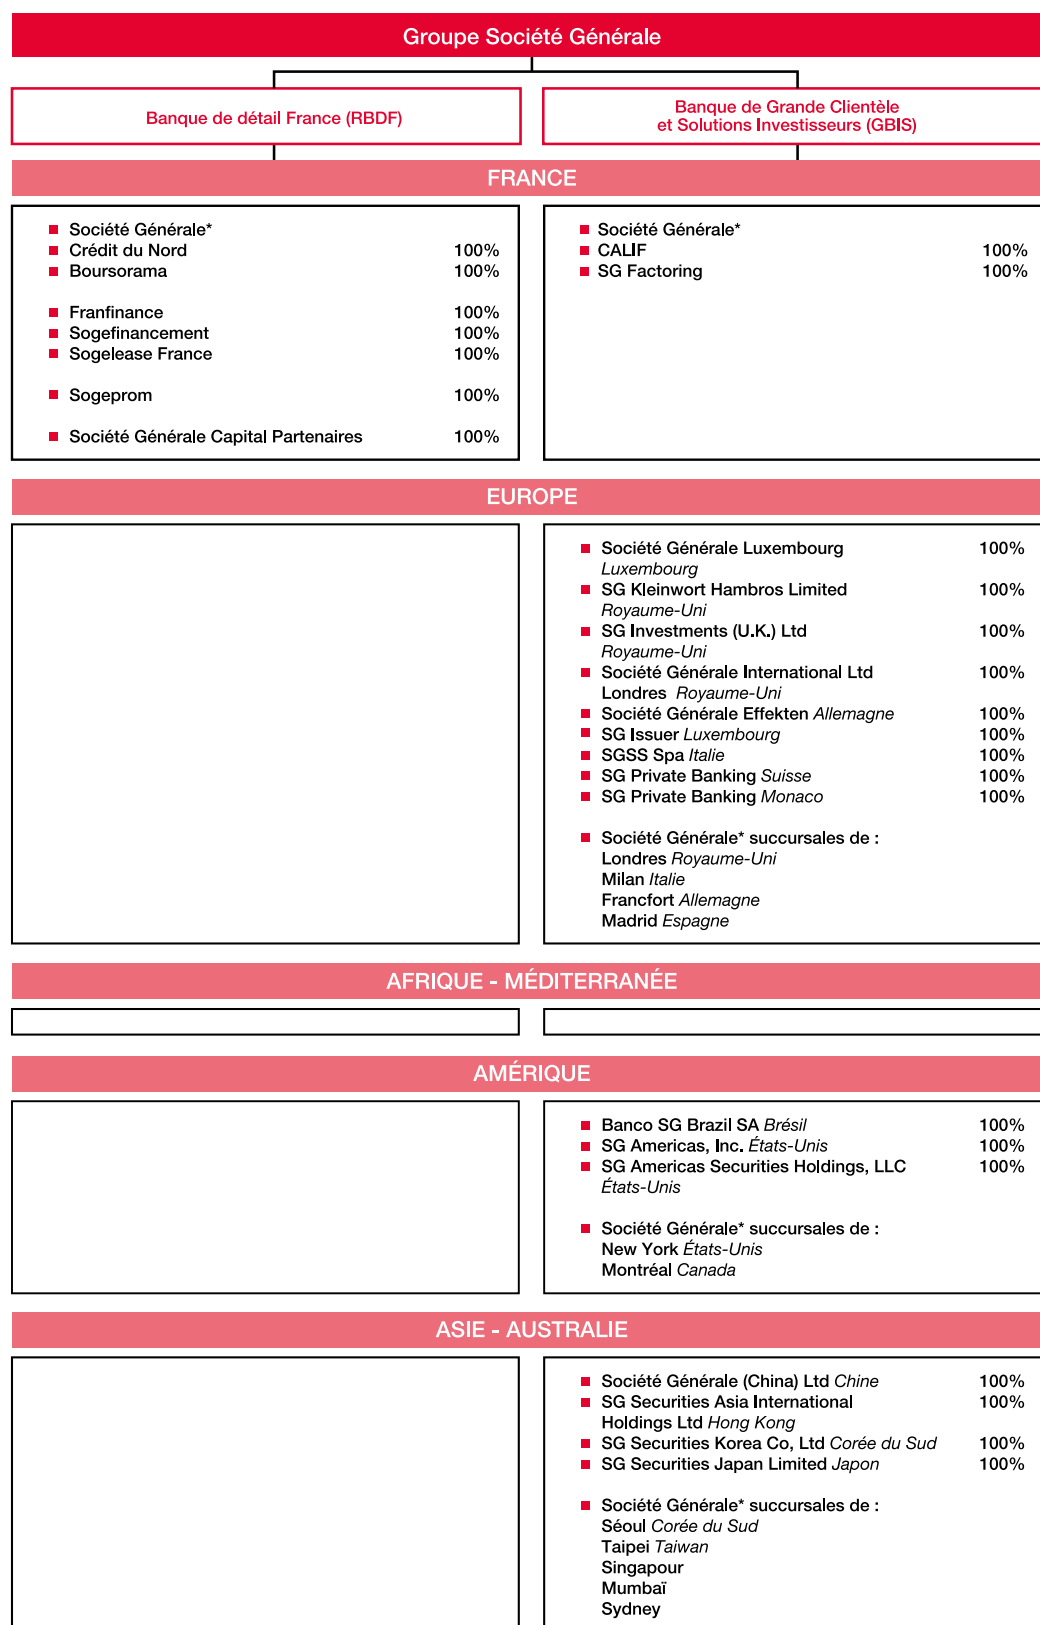 Groupe Société Générale
Banque de détail France (RBDF)
Banque de Grande Clientèle
et Solutions Investisseurs (GBIS)
FRANCE
Société Générale*
Crédit du Nord 100%
Boursorama 100%
Franfinance 100%
Sogefinancement 100%
Sogelease France 100%
Sogeprom 100%
Société Générale Capital Partenaires 100%
Société Générale*
CALIF 100%
SG Factoring 100%
EUROPE
Société Générale Luxembourg 100%
Luxembourg
SG Kleinwort Hambros Limited 100%
Royaume-Uni
SG Investments (U.K.) Ltd 100%
Royaume-Uni
Société Générale International Ltd 100%
Londres Royaume-Uni
Société Générale Effekten Allemagne 100%
SG Issuer Luxembourg 100%
SGSS Spa Italie 100%
SG Private Banking Suisse 100%
SG Private Banking Monaco 100%
Société Générale* succursales de :
Londres Royaume-Uni
Milan Italie
Francfort Allemagne
Madrid Espagne
AFRIQUE - MÉDITERRANÉE
AMÉRIQUE
Banco SG Brazil SA Brésil 100%
SG Americas, Inc. États-Unis 100%
SG Americas Securities Holdings, LLC 100%
États-Unis
Société Générale* succursales de :
New York États-Unis
Montréal Canada
ASIE - AUSTRALIE
Société Générale (China) Ltd Chine 100%
SG Securities Asia International 100%
Holdings Ltd Hong Kong
SG Securities Korea Co, Ltd Corée du Sud 100%
SG Securities Japan Limited Japon 100%
Société Générale* succursales de :
Séoul Corée du Sud
Taipei Taiwan
Singapour
Mumbaï
Sydney